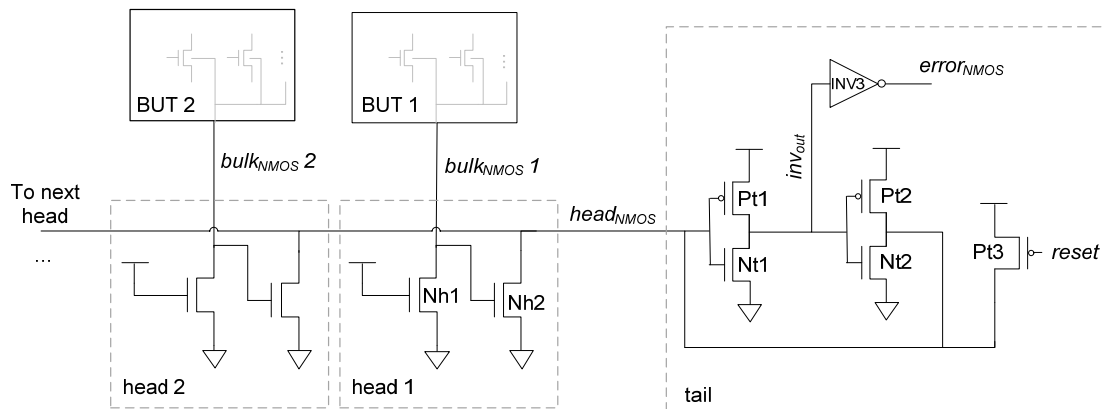 BUT 2
BUT 1
INV3
error_NMOS
bulk_NMOS 2
bulk_NMOS 1
inv_out
To next
head
...
head_NMOS
Pt1
Pt2
Nt1
Nt2
Pt3
reset
Nh1
Nh2
head 2
head 1
tail